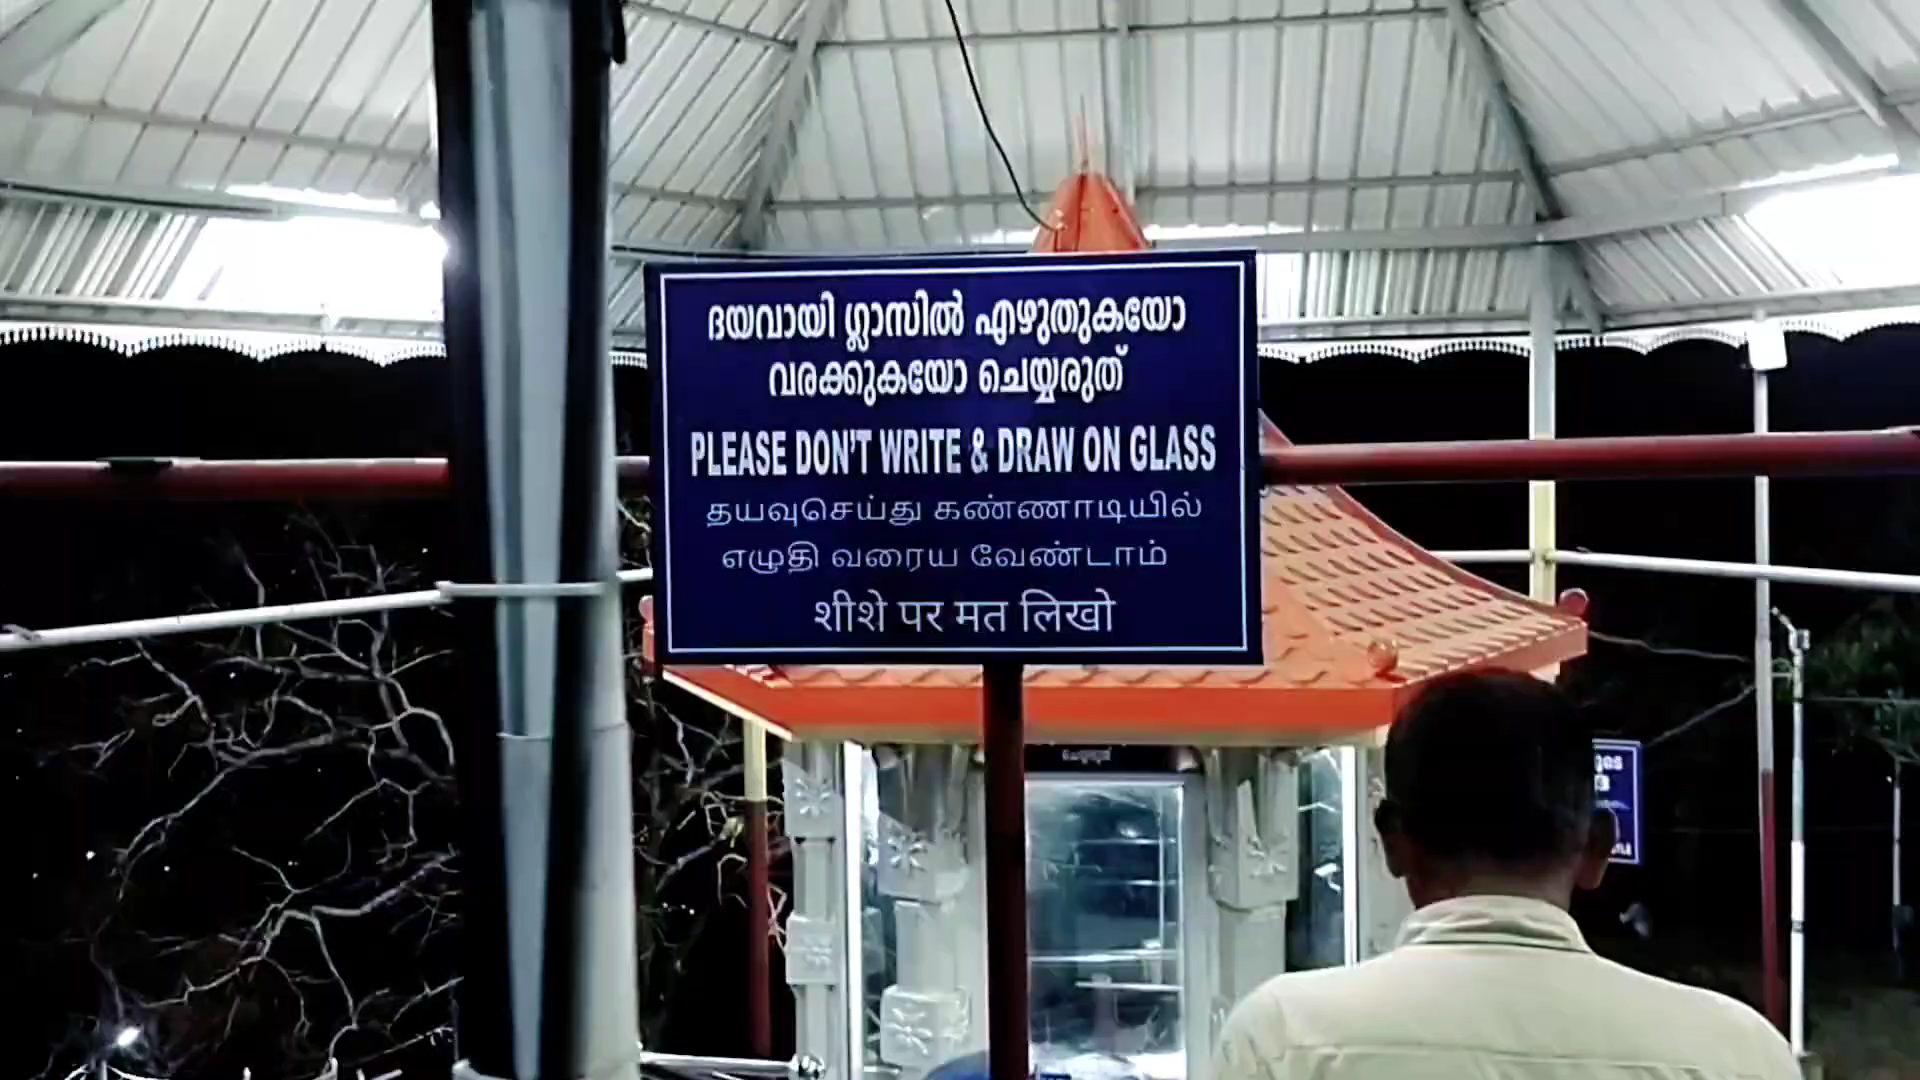 ദയവായി ഗ്ലാസിൽ എഴുതുകയോ
വരക്കുകയോ ചെയ്യരുത്
PLEASE DON'T WRITE & DRAW ON GLASS
தயவுசெய்து கண்ணாடியில்
எழுதி வரைய வேண்டாம்
शीशे पर मत लिखो